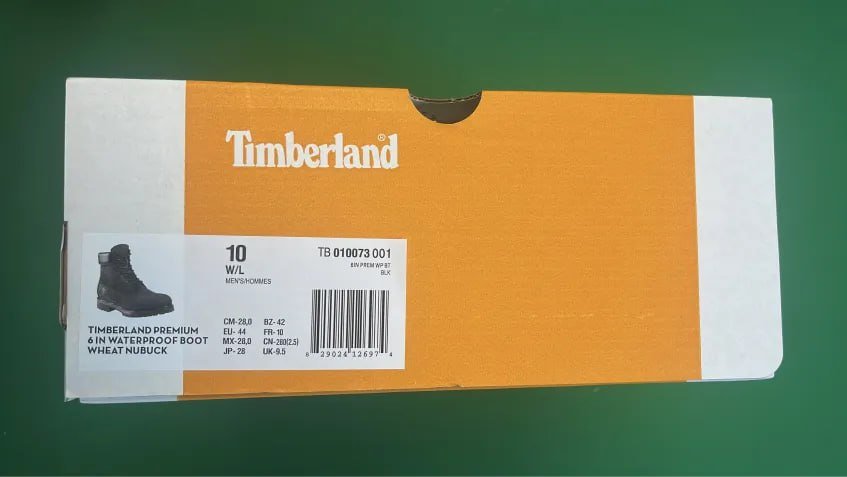 Timberland®
10
W/L
MEN'S/HOMMES
TB 010073 001
6IN PREM WP BT
BLK
TIMBERLAND PREMIUM
6 IN WATERPROOF BOOT
WHEAT NUBUCK
CM-28,0 BZ- 42
EU- 44 FR-10
MX-28,0 CN-280(2.5)
JP- 28 UK-9.5
8 29024 12697 4